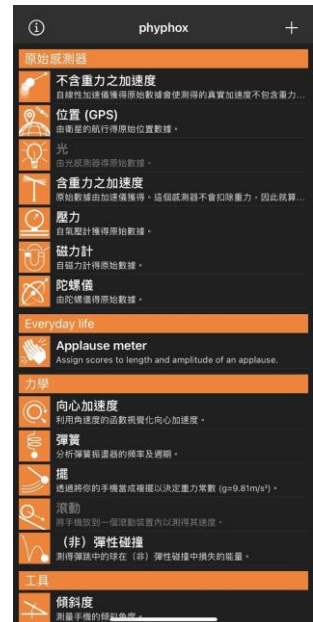 phyphox
原始感測器
不含重力之加速度
自線性加速儀獲得原始數據會使測得的真實加速度不包含重力...
位置 (GPS)
由衛星的航行得原始位置數據。
光
由光感測器得原始數據。
含重力之加速度
原始數據由加速儀獲得。這個感測器不會扣除重力，因此就算...
壓力
自氣壓計獲得原始數據。
磁力計
自磁力計得原始數據。
陀螺儀
由陀螺儀得原始數據。
Everyday life
Applause meter
Assign scores to length and amplitude of an applause.
力學
向心加速度
利用角速度的函數視覺化向心加速度。
彈簧
分析彈簧振盪器的頻率及週期。
擺
透過將你的手機當成複擺以決定重力常數 (g=9.81m/s²)。
滾動
將手機放到一個滾動裝置內以測得其速度。
（非）彈性碰撞
測得彈跳中的球在（非）彈性碰撞中損失的能量。
工具
傾斜度
測量手機的傾斜角度。